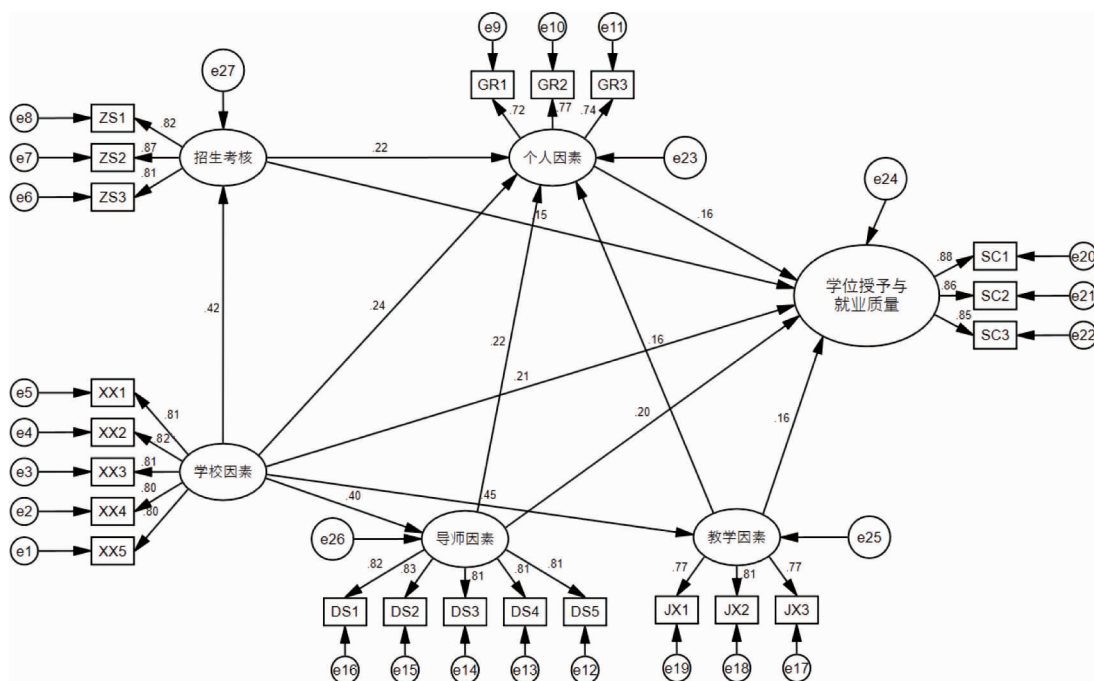 e9
e10
e11
e27
GR1
GR2
GR3
e8
ZS1
.82
.72
.77
.74
e7
ZS2
.87
招生考核
.22
个人因素
e23
e6
ZS3
.81
e24
.15
.16
SC1
.88
e20
学位授予与
就业质量
.86
SC2
e21
.85
SC3
e22
.42
.24
.22
.16
.21
.20
.16
e5
XX1
.81
e4
XX2
.82
e3
XX3
.81
学校因素
e2
XX4
.80
e1
XX5
.80
.40
.45
e26
导师因素
教学因素
e25
.82
.83
.81
.81
.81
.77
.81
.77
DS1
DS2
DS3
DS4
DS5
JX1
JX2
JX3
e16
e15
e14
e13
e12
e19
e18
e17